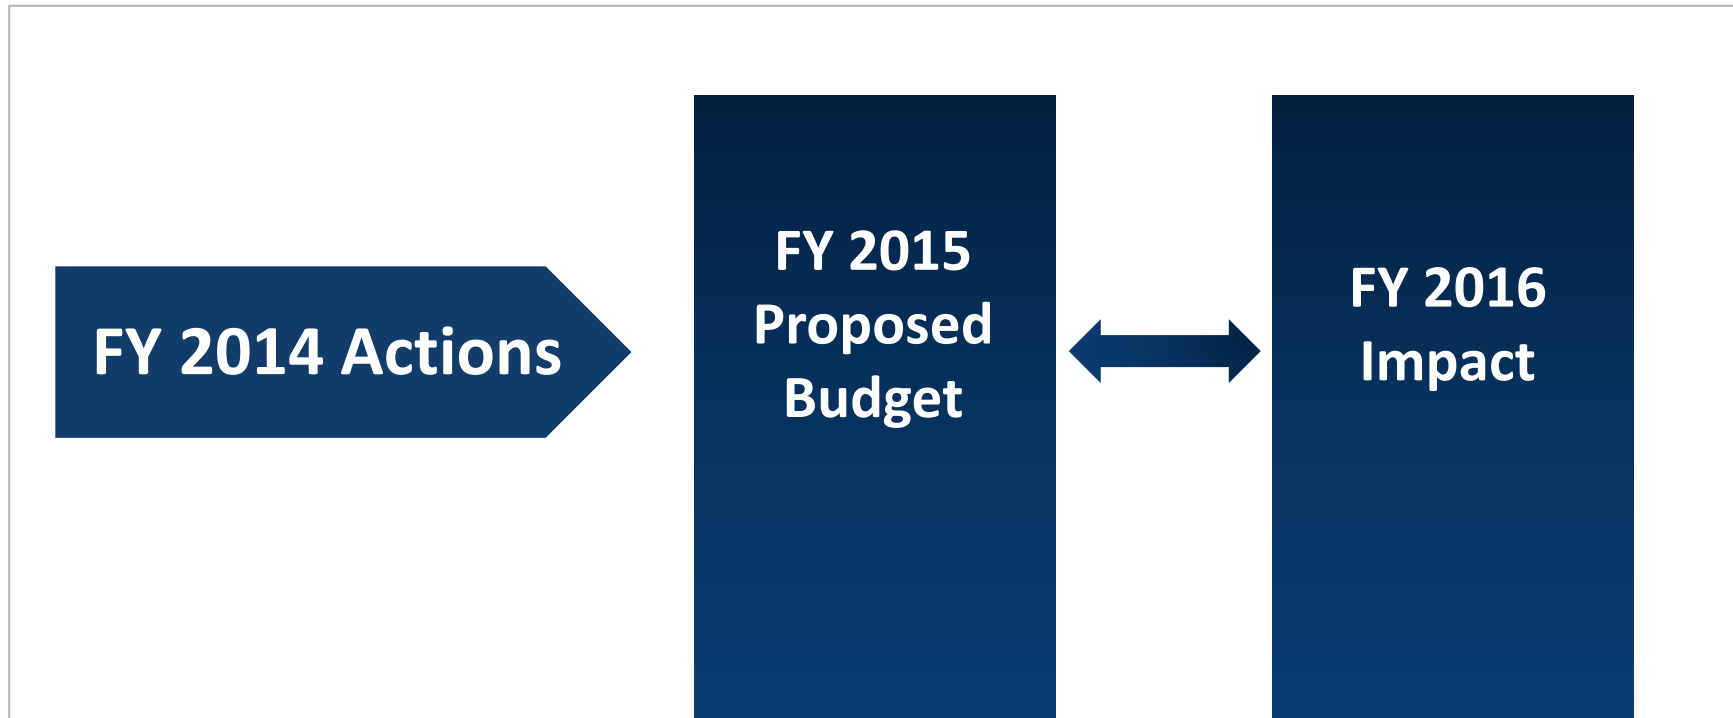 FY 2014 Actions
FY 2015
Proposed
Budget
FY 2016
Impact